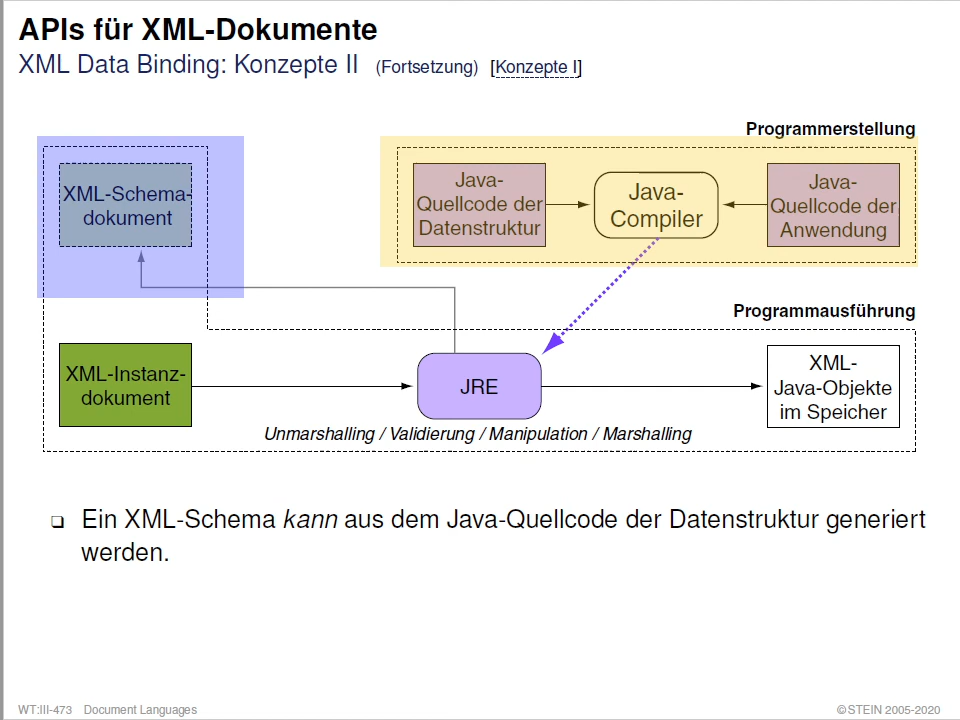 APIs für XML-Dokumente
XML Data Binding: Konzepte II (Fortsetzung) [Konzepte I]
Programmerstellung
XML-Schema-
dokument
Java-
Quellcode der
Datenstruktur
Java-
Compiler
Java-
Quellcode der
Anwendung
Programmausführung
XML-Instanz-
dokument
JRE
XML-
Java-Objekte
im Speicher
Unmarshalling / Validierung / Manipulation / Marshalling
❑ Ein XML-Schema kann aus dem Java-Quellcode der Datenstruktur generiert
werden.
WT:III-473 Document Languages
©STEIN 2005-2020